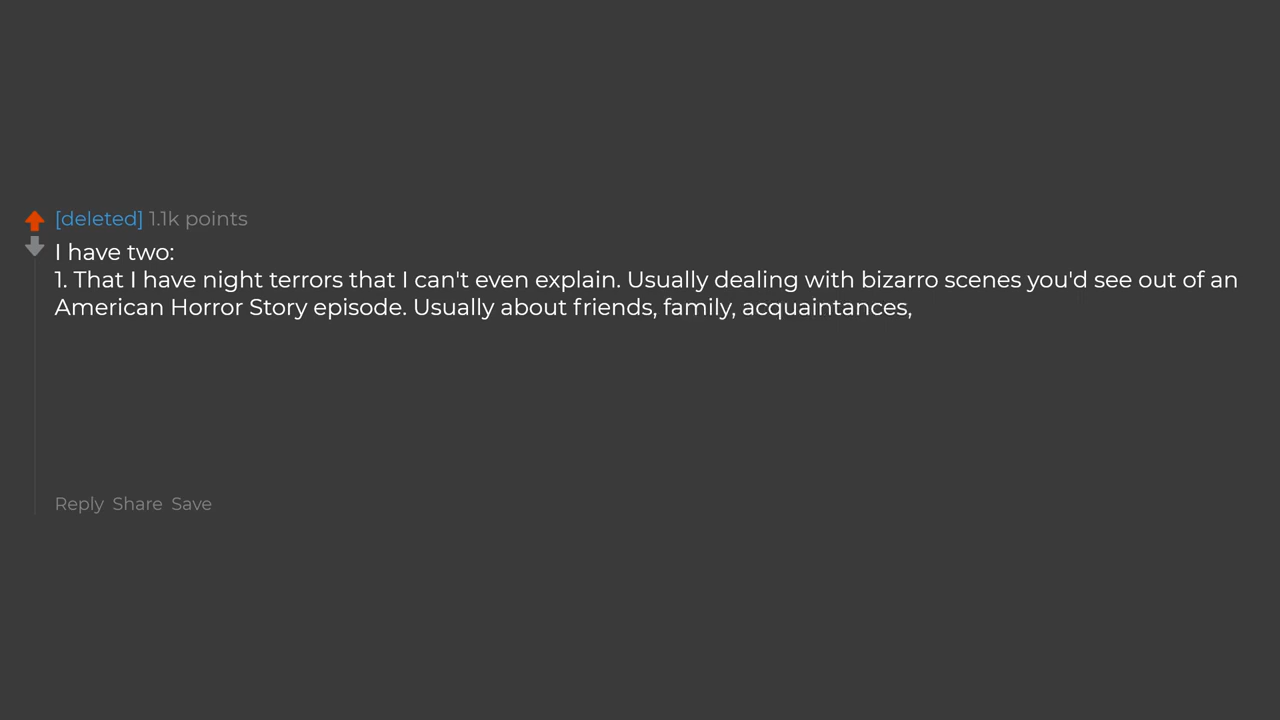 [deleted] 1.1k points
I have two:
1. That I have night terrors that I can't even explain. Usually dealing with bizarro scenes you'd see out of an
American Horror Story episode. Usually about friends, family, acquaintances,
Reply Share Save